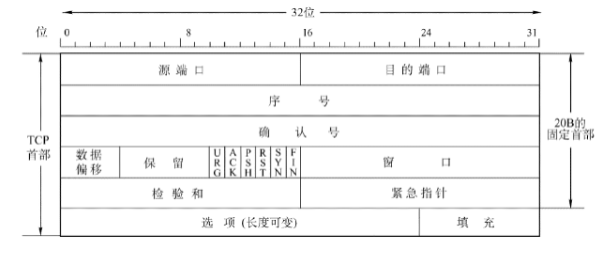 32位
位 0 8 16 24 31
源端口 目的端口
序 号
TCP首部
确认号
20B的固定首部
数据偏移 保留 URG ACK PSH RST SYN FIN 窗口
检验和 紧急指针
选项(长度可变) 填充